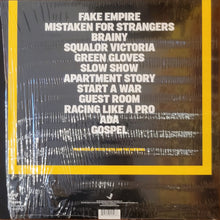 FAKE EMPIRE
MISTAKEN FOR STRANGERS
BRAINY
SQUALOR VICTORIA
GREEN GLOVES
SLOW SHOW
APARTMENT STORY
START A WAR
GUEST ROOM
RACING LIKE A PRO
ADA
GOSPEL